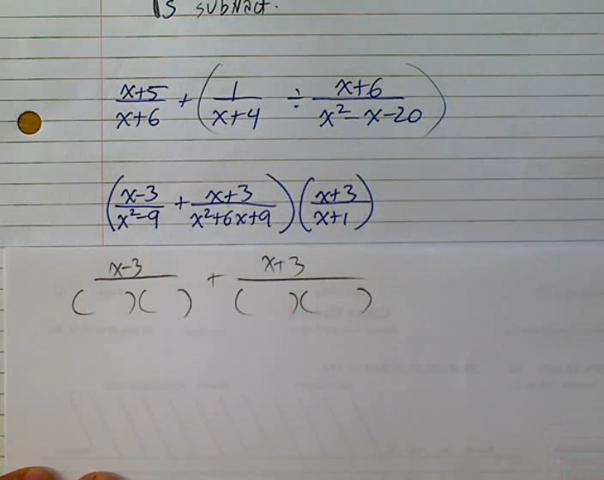 is subtract.
(x+5)/(x+6) + (1/(x+4) ÷ (x+6)/(x²-x-20))
((x-3)/(x²-9) + (x+3)/(x²+6x+9))((x+3)/(x+1))
(x-3)/(( )( )) + (x+3)/(( )( ))